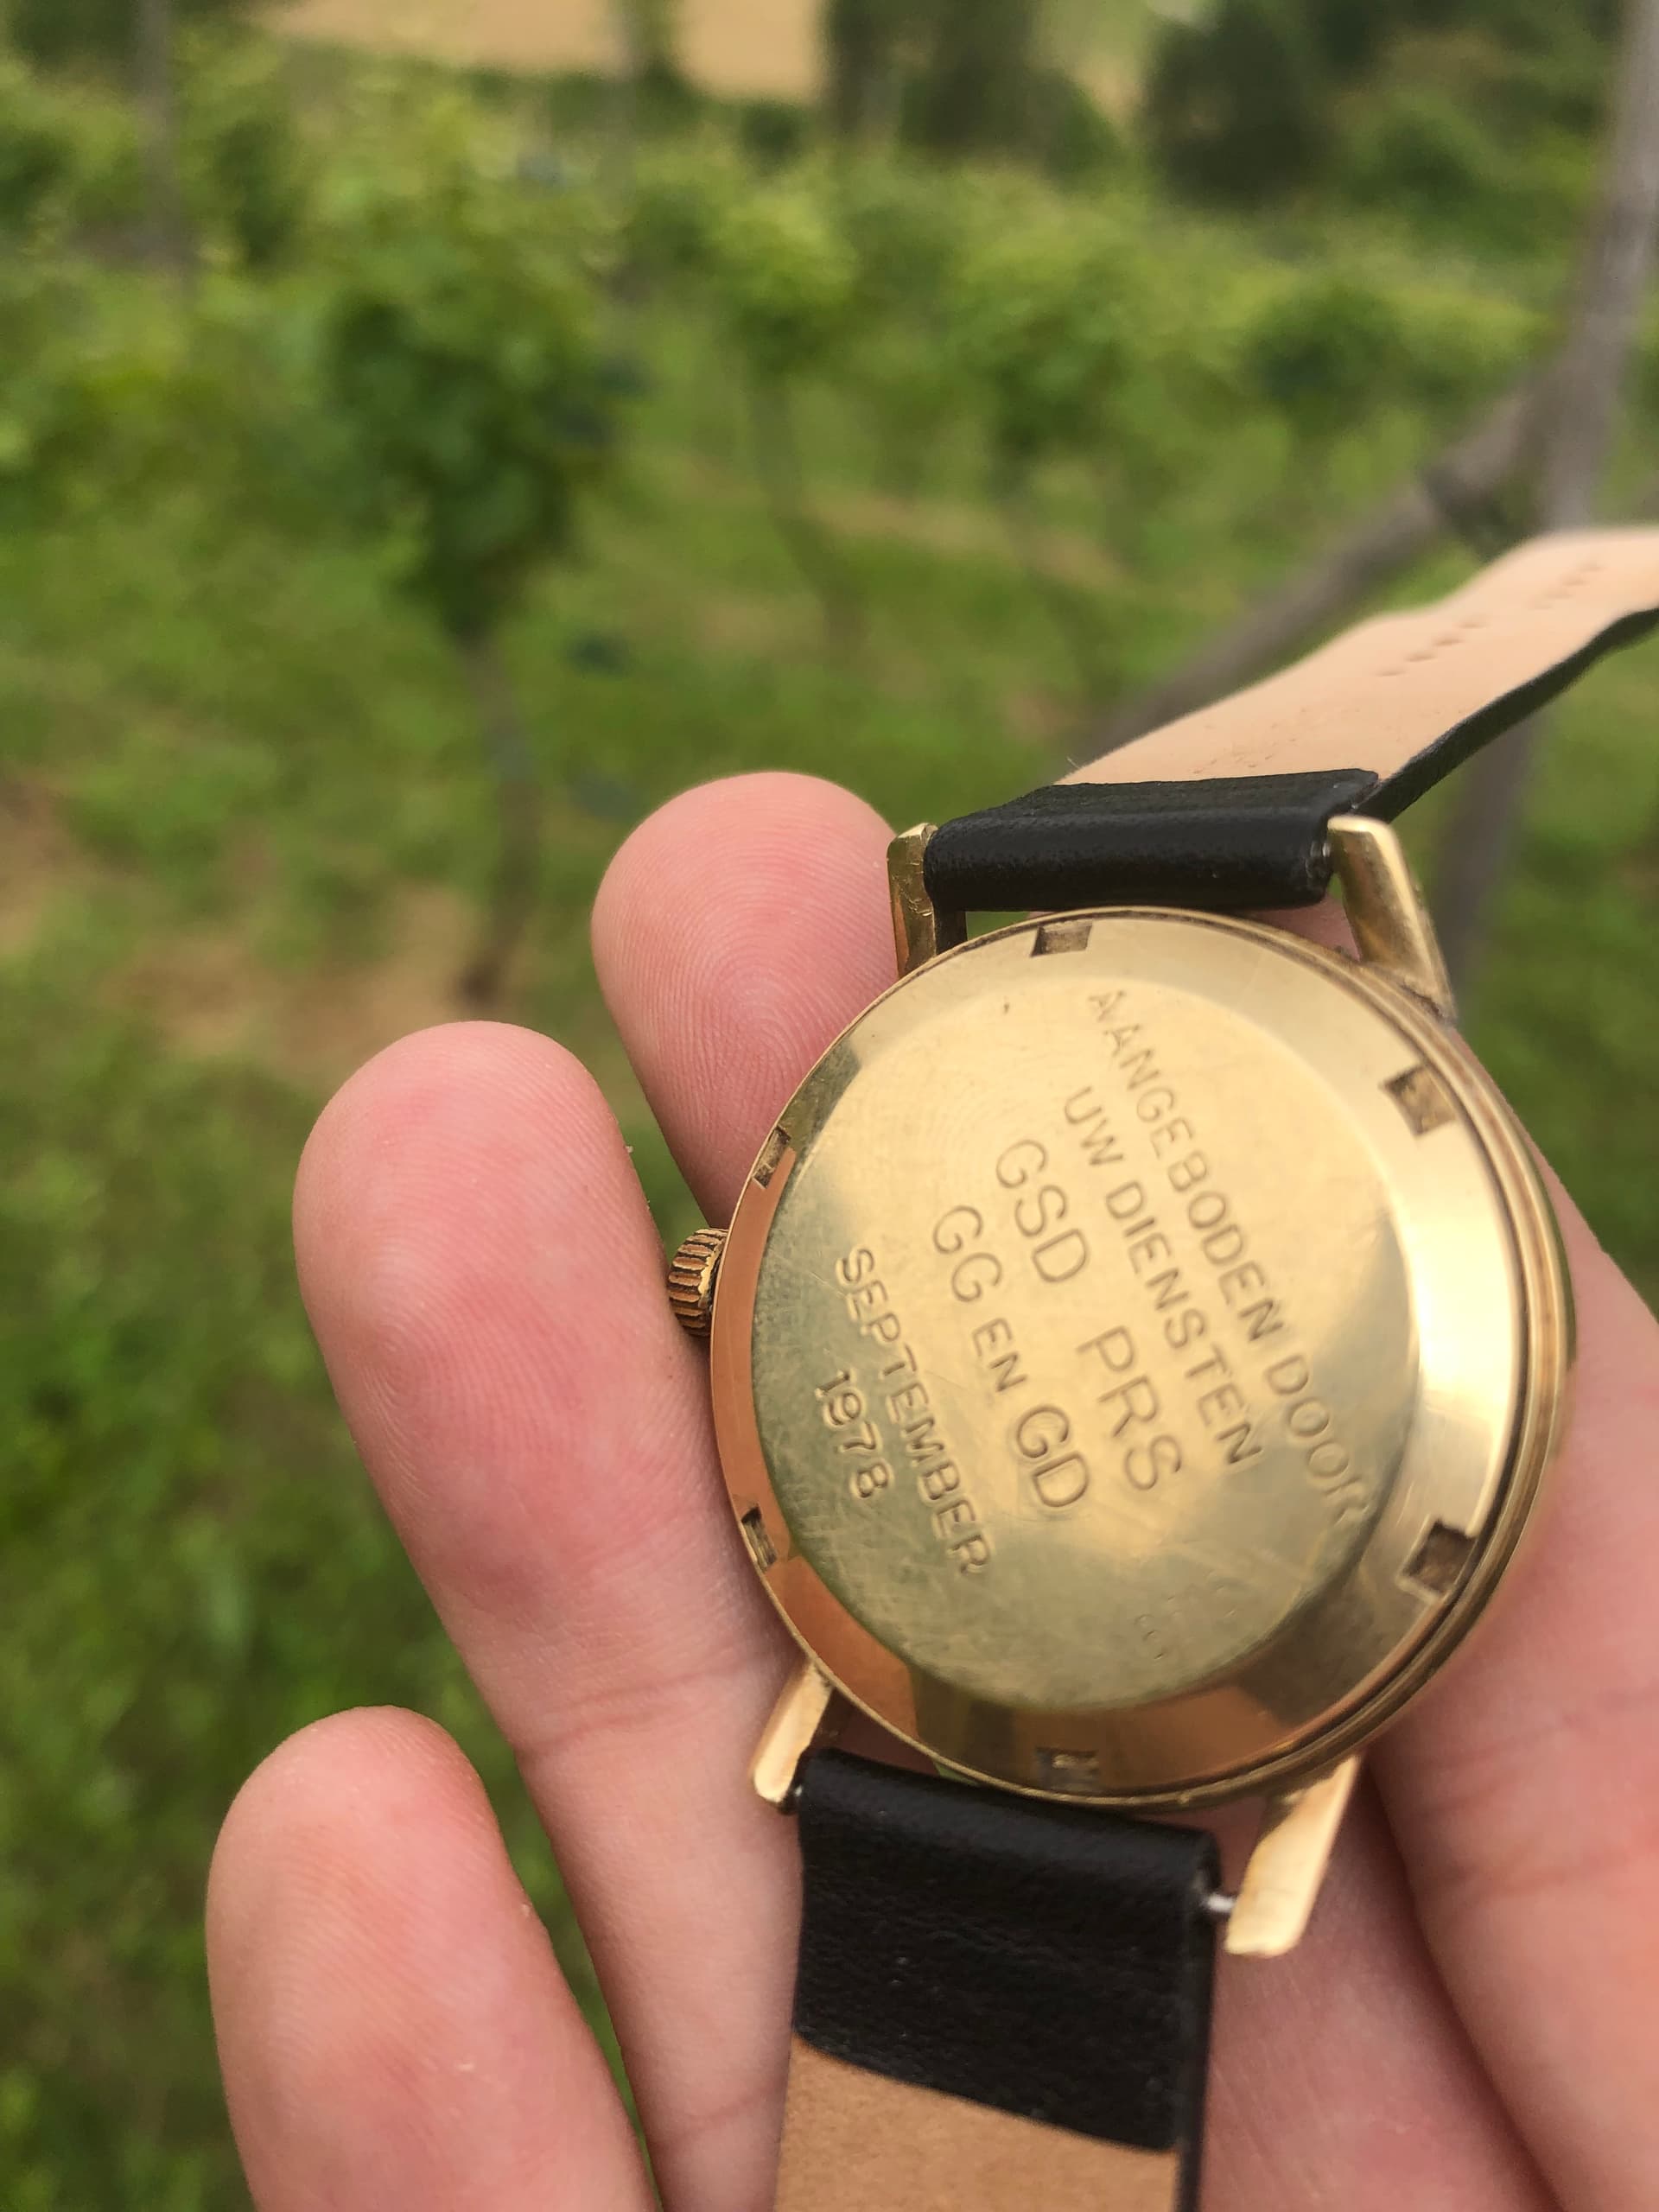 AANGEBODEN DOOR
UW DIENSTEN
GSD PRS
GG EN GD
SEPTEMBER
1978